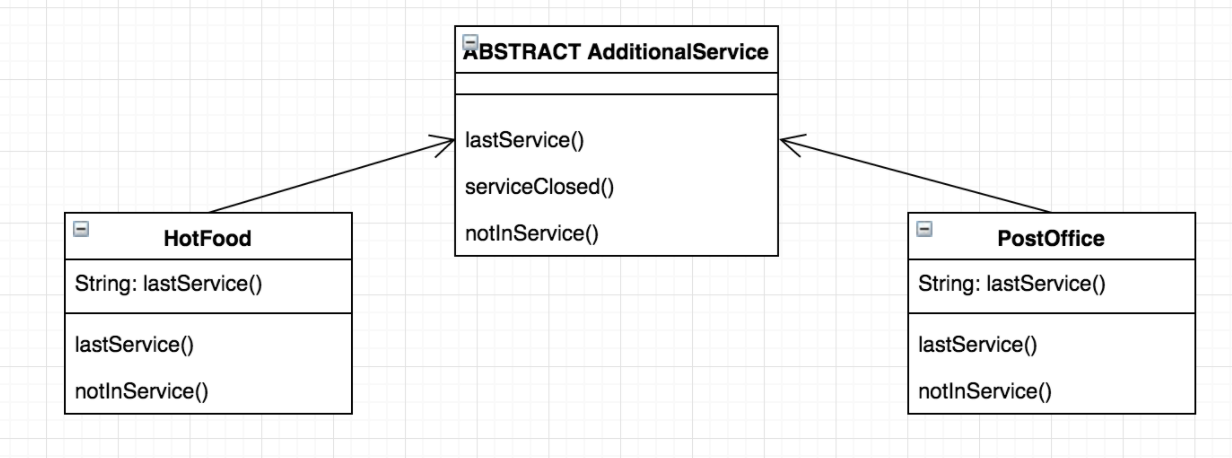 ABSTRACT AdditionalService
lastService()
serviceClosed()
notInService()
HotFood
String: lastService()
lastService()
notInService()
PostOffice
String: lastService()
lastService()
notInService()